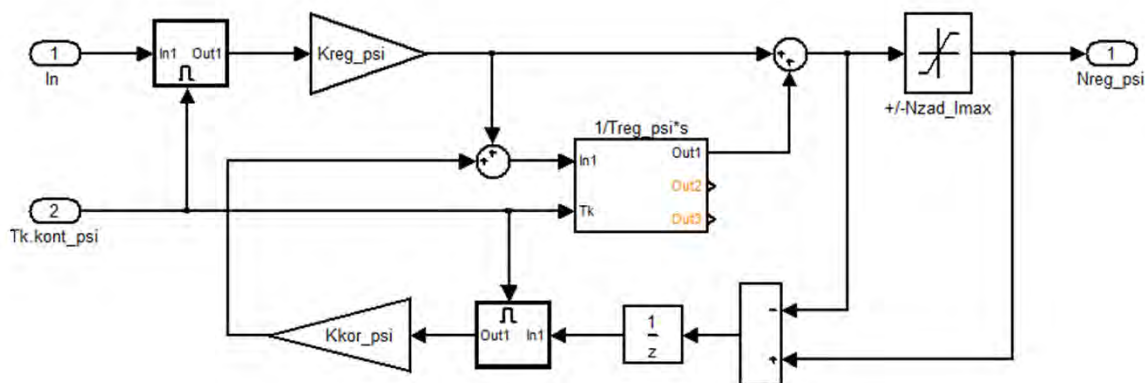 1
In
In1 Out1
Kreg_psi
+
+
+/-Nzad_Imax
1
Nreg_psi
+
+
1/Treg_psi*s
In1
Tk
Out1
Out2
Out3
2
Tk.kont_psi
Kkor_psi
Out1 In1
1
z
−
+